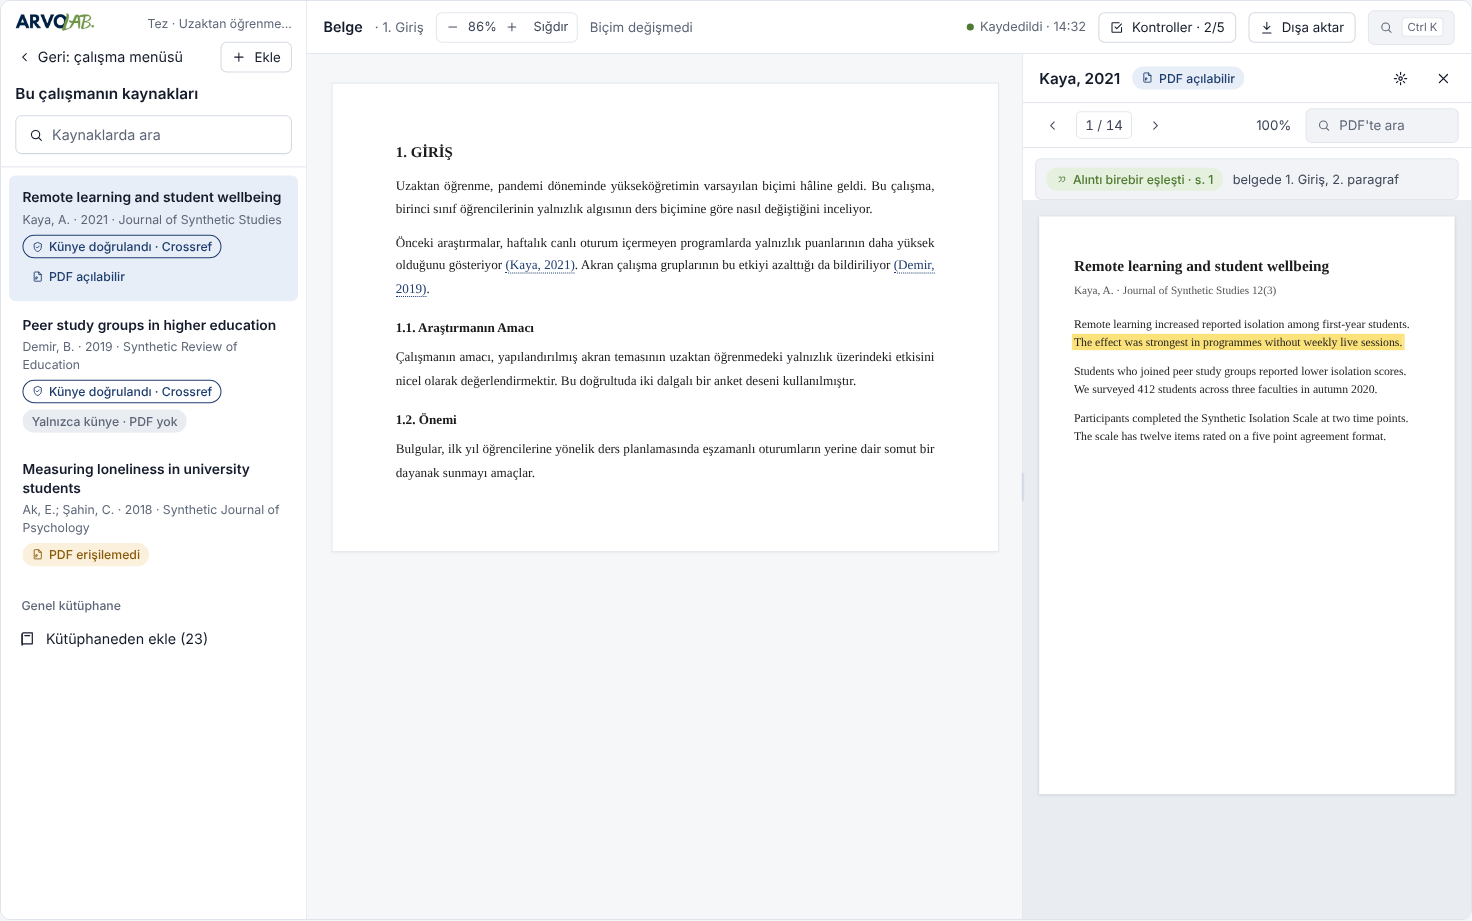 ARVOLAB.
Tez · Uzaktan öğrenme...
Geri: çalışma menüsü
Ekle
Bu çalışmanın kaynakları
Kaynaklarda ara
Remote learning and student wellbeing
Kaya, A. · 2021 · Journal of Synthetic Studies
Künye doğrulandı · Crossref
PDF açılabilir
Peer study groups in higher education
Demir, B. · 2019 · Synthetic Review of
Education
Künye doğrulandı · Crossref
Yalnızca künye · PDF yok
Measuring loneliness in university
students
Ak, E.; Şahin, C. · 2018 · Synthetic Journal of
Psychology
PDF erişilemedi
Genel kütüphane
Kütüphaneden ekle (23)
Belge · 1. Giriş
− 86% + Sığdır
Biçim değişmedi
Kaydedildi · 14:32
Kontroller · 2/5
Dışa aktar
Ctrl K
1. GİRİŞ
Uzaktan öğrenme, pandemi döneminde yükseköğretimin varsayılan biçimi hâline geldi. Bu çalışma,
birinci sınıf öğrencilerinin yalnızlık algısının ders biçimine göre nasıl değiştiğini inceliyor.
Önceki araştırmalar, haftalık canlı oturum içermeyen programlarda yalnızlık puanlarının daha yüksek
olduğunu gösteriyor (Kaya, 2021). Akran çalışma gruplarının bu etkiyi azalttığı da bildiriliyor (Demir,
2019).
1.1. Araştırmanın Amacı
Çalışmanın amacı, yapılandırılmış akran temasının uzaktan öğrenmedeki yalnızlık üzerindeki etkisini
nicel olarak değerlendirmektir. Bu doğrultuda iki dalgalı bir anket deseni kullanılmıştır.
1.2. Önemi
Bulgular, ilk yıl öğrencilerine yönelik ders planlamasında eşzamanlı oturumların yerine dair somut bir
dayanak sunmayı amaçlar.
Kaya, 2021
PDF açılabilir
1 / 14
100%
PDF'te ara
Alıntı birebir eşleşti · s. 1
belgede 1. Giriş, 2. paragraf
Remote learning and student wellbeing
Kaya, A. · Journal of Synthetic Studies 12(3)
Remote learning increased reported isolation among first-year students.
The effect was strongest in programmes without weekly live sessions.
Students who joined peer study groups reported lower isolation scores.
We surveyed 412 students across three faculties in autumn 2020.
Participants completed the Synthetic Isolation Scale at two time points.
The scale has twelve items rated on a five point agreement format.